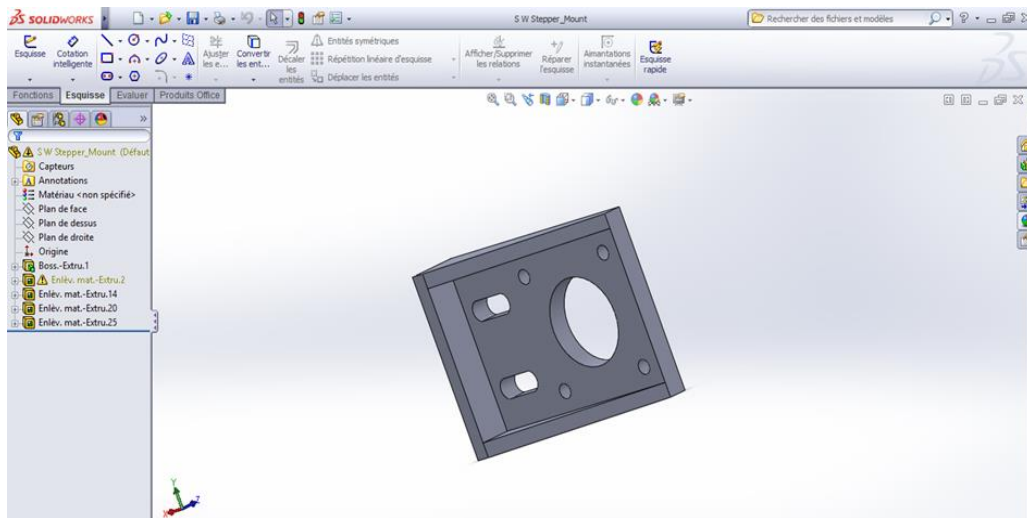 SOLIDWORKS
S W Stepper_Mount
Rechercher des fichiers et modèles
Esquisse
Cotation intelligente
Ajuster les e...
Convertir les ent...
Décaler les entités
Entités symétriques
Répétition linéaire d'esquisse
Déplacer les entités
Afficher/Supprimer les relations
Réparer l'esquisse
Aimantations instantanées
Esquisse rapide
Fonctions Esquisse Evaluer Produits Office
S W Stepper_Mount (Défaut
Capteurs
Annotations
Matériau <non spécifié>
Plan de face
Plan de dessus
Plan de droite
Origine
Boss.-Extru.1
Enlèv. mat.-Extru.2
Enlèv. mat.-Extru.14
Enlèv. mat.-Extru.20
Enlèv. mat.-Extru.25
Y
X
Z